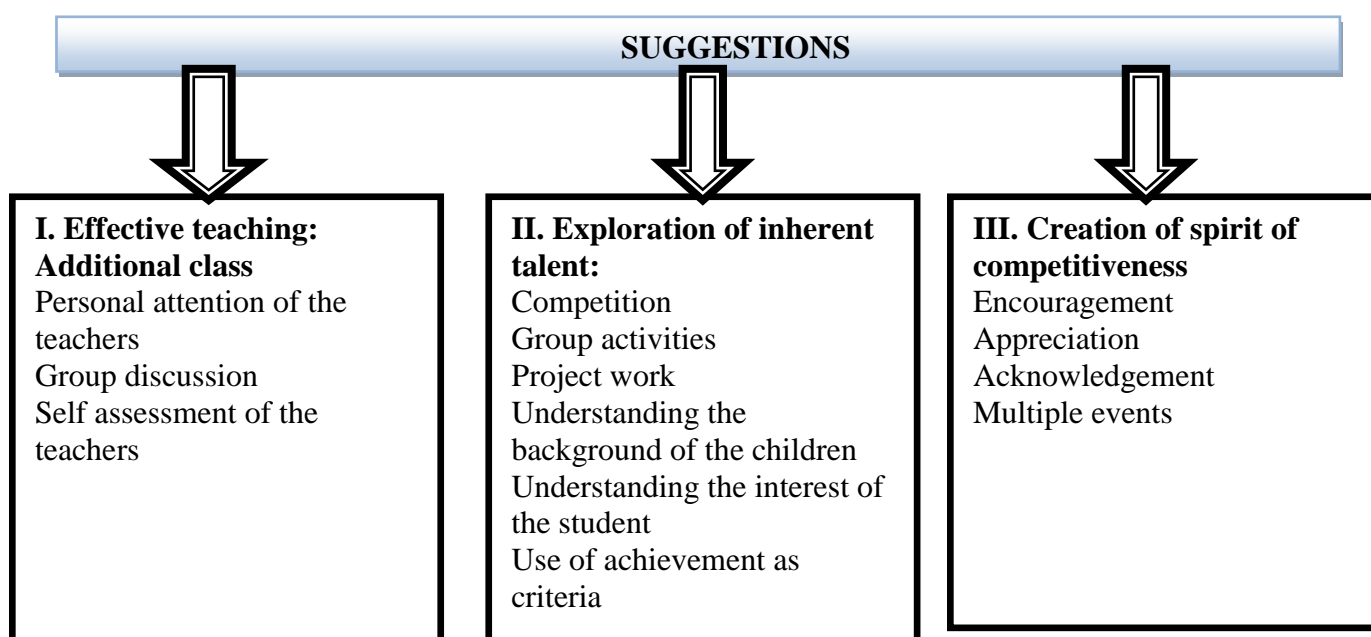 SUGGESTIONS
I. Effective teaching:
Additional class
Personal attention of the
teachers
Group discussion
Self assessment of the
teachers
II. Exploration of inherent
talent:
Competition
Group activities
Project work
Understanding the
background of the children
Understanding the interest of
the student
Use of achievement as
criteria
III. Creation of spirit of
competitiveness
Encouragement
Appreciation
Acknowledgement
Multiple events